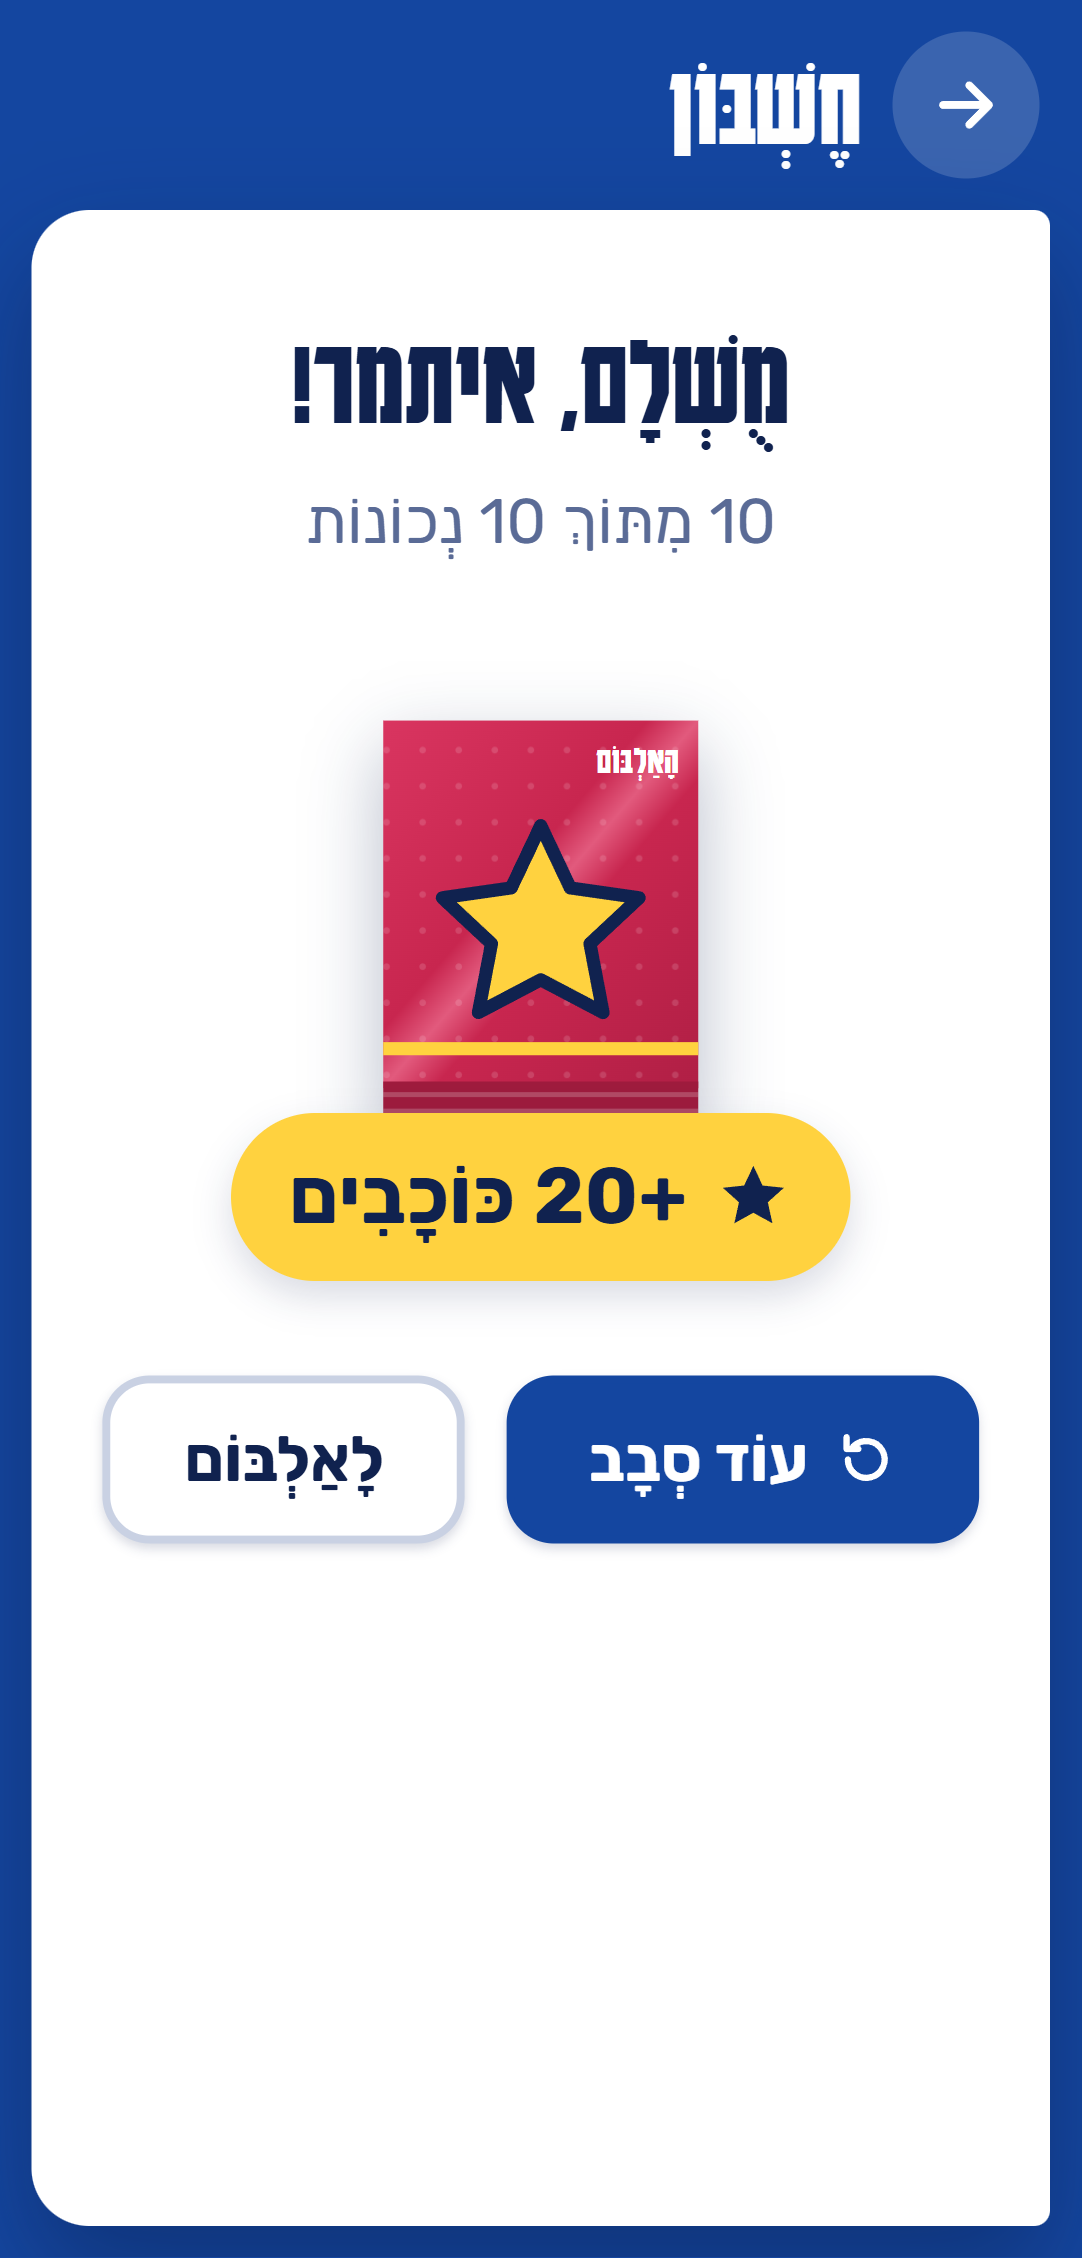 חֶשְׁבּוֹן
מֻשְׁלָם, איתמר!
10 מִתּוֹךְ 10 נְכוֹנוֹת
הָאַלְבּוֹם
+20 כּוֹכָבִים
עוֹד סְבָב
לָאַלְבּוֹם